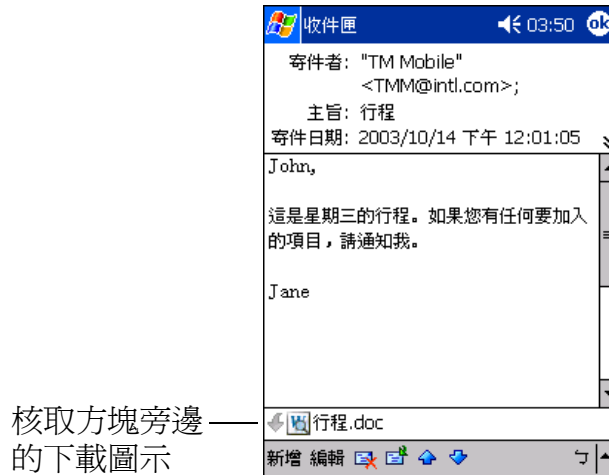 收件匣 03:50 ok
寄件者: "TM Mobile"
<TMM@intl.com>;
主旨: 行程
寄件日期: 2003/10/14 下午 12:01:05
John,
這是星期三的行程。如果您有任何要加入
的項目，請通知我。
Jane
核取方塊旁邊
的下載圖示
行程.doc
新增 編輯 ㄅ